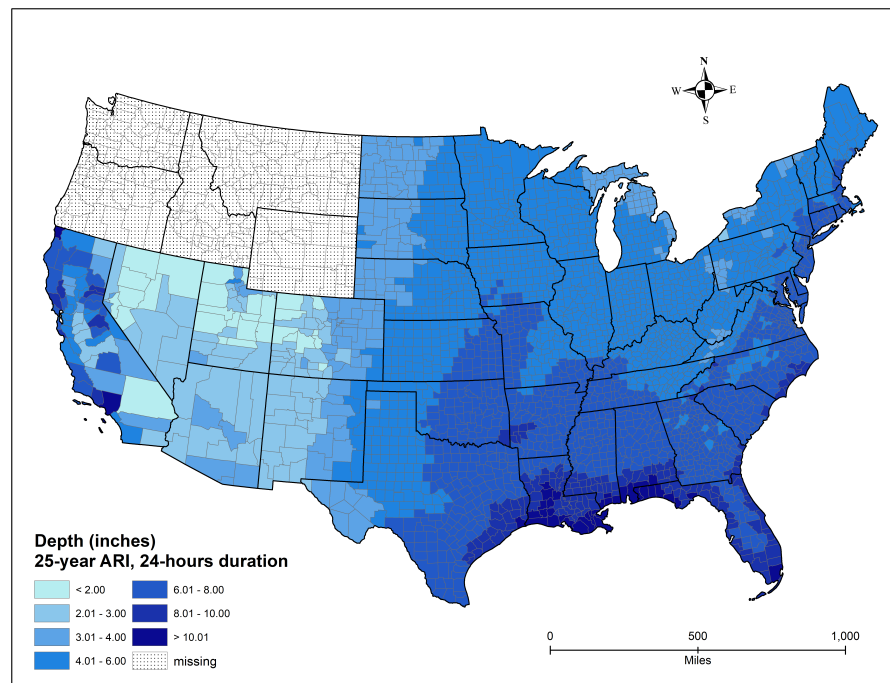 N
W E
S
Depth (inches)
25-year ARI, 24-hours duration
< 2.00 6.01 - 8.00
2.01 - 3.00 8.01 - 10.00
3.01 - 4.00 > 10.01
4.01 - 6.00 missing
0 500 1,000
Miles